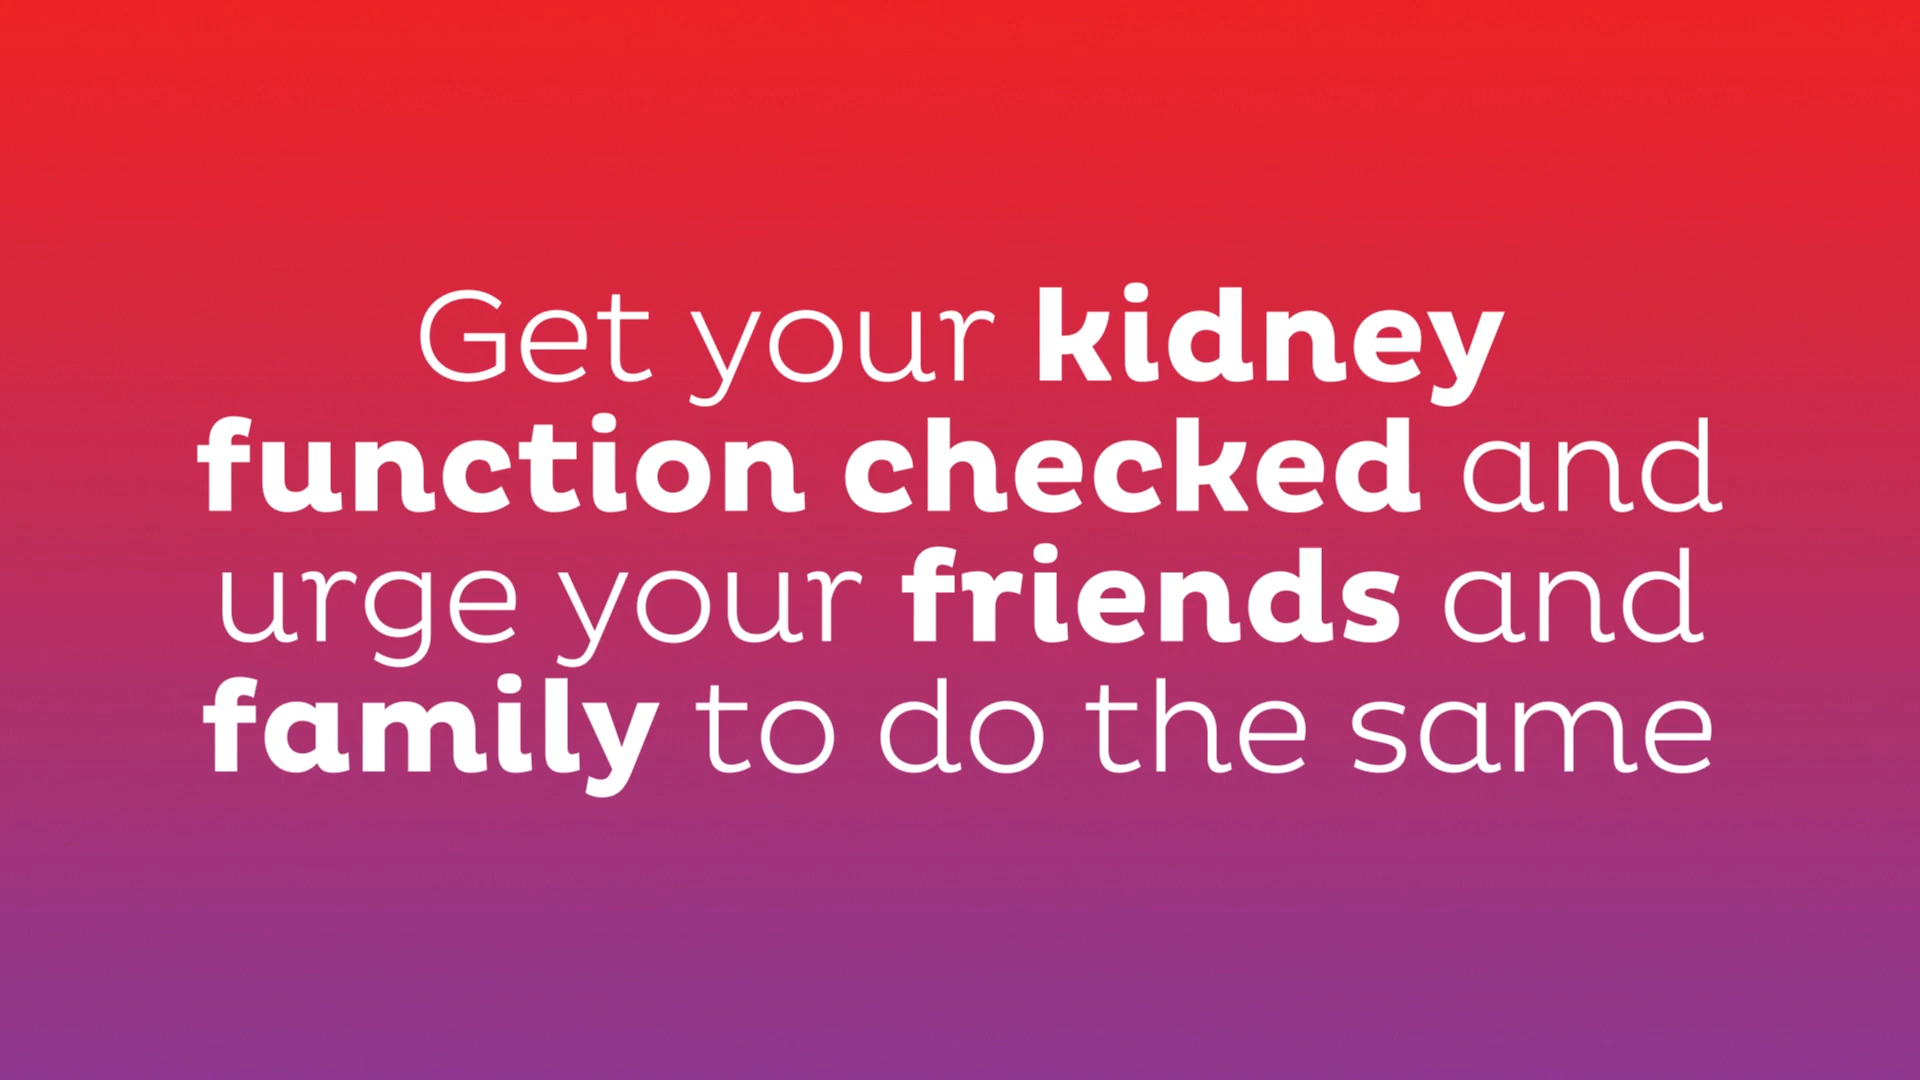 Get your kidney
function checked and
urge your friends and
family to do the same